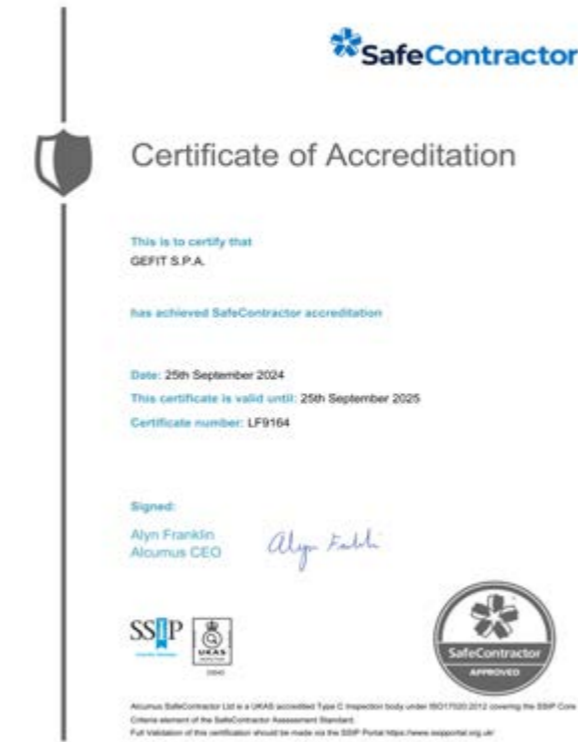 SafeContractor
Certificate of Accreditation
This is to certify that
GEFIT S.P.A.
has achieved SafeContractor accreditation
Date: 25th September 2024
This certificate is valid until: 25th September 2025
Certificate number: LF9164
Signed:
Alyn Franklin
Alcumus CEO
SSIP
UKAS
SafeContractor
APPROVED
Alcumus SafeContractor Ltd is a UKAS accredited Type C Inspection body under ISO17020:2012 covering the SSIP Core
Criteria element of the SafeContractor Assessment Standard.
Full Validation of this certification should be made via the SSIP Portal https://www.ssipportal.org.uk/